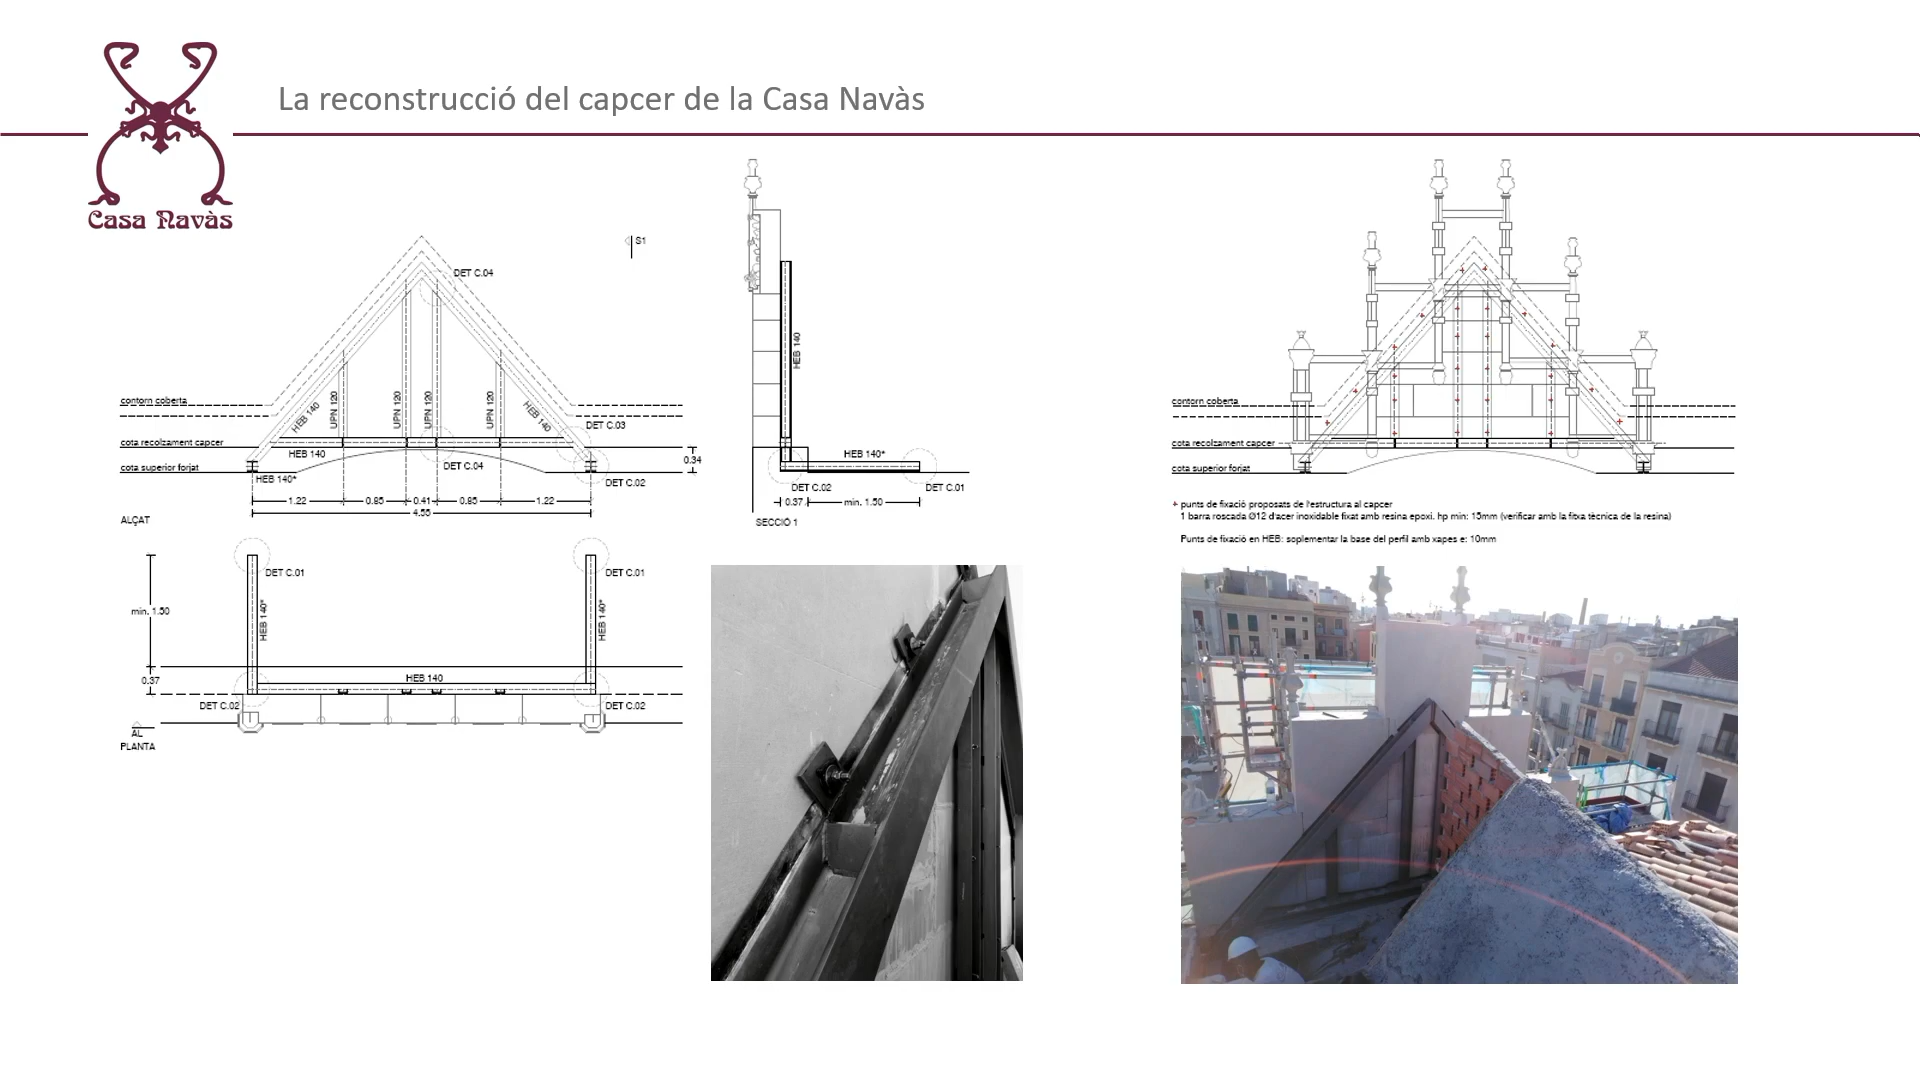 La reconstrucció del capcer de la Casa Navàs
Casa Navàs
S1
DET C.04
contorn coberta
HEB 140
UPN 120
UPN 120
UPN 120
UPN 120
HEB 140
DET C.03
cota recolzament capcer
HEB 140
0.34
cota superior forjat
DET C.04
HEB 140*
DET C.02
1.22
0.85
0.41
0.85
1.22
4.55
ALÇAT
HEB 140
HEB 140*
DET C.02
DET C.01
0.37
min. 1.50
SECCIÓ 1
DET C.01
DET C.01
min. 1.50
HEB 140*
HEB 140*
0.37
HEB 140
DET C.02
DET C.02
AL
PLANTA
contorn coberta
cota recolzament capcer
cota superior forjat
+ punts de fixació proposats de l'estructura al capcer
1 barra roscada Ø12 d'acer inoxidable fixat amb resina epoxi. hp min: 15mm (verificar amb la fitxa tècnica de la resina)
Punts de fixació en HEB: soplementar la base del perfil amb xapes e: 10mm